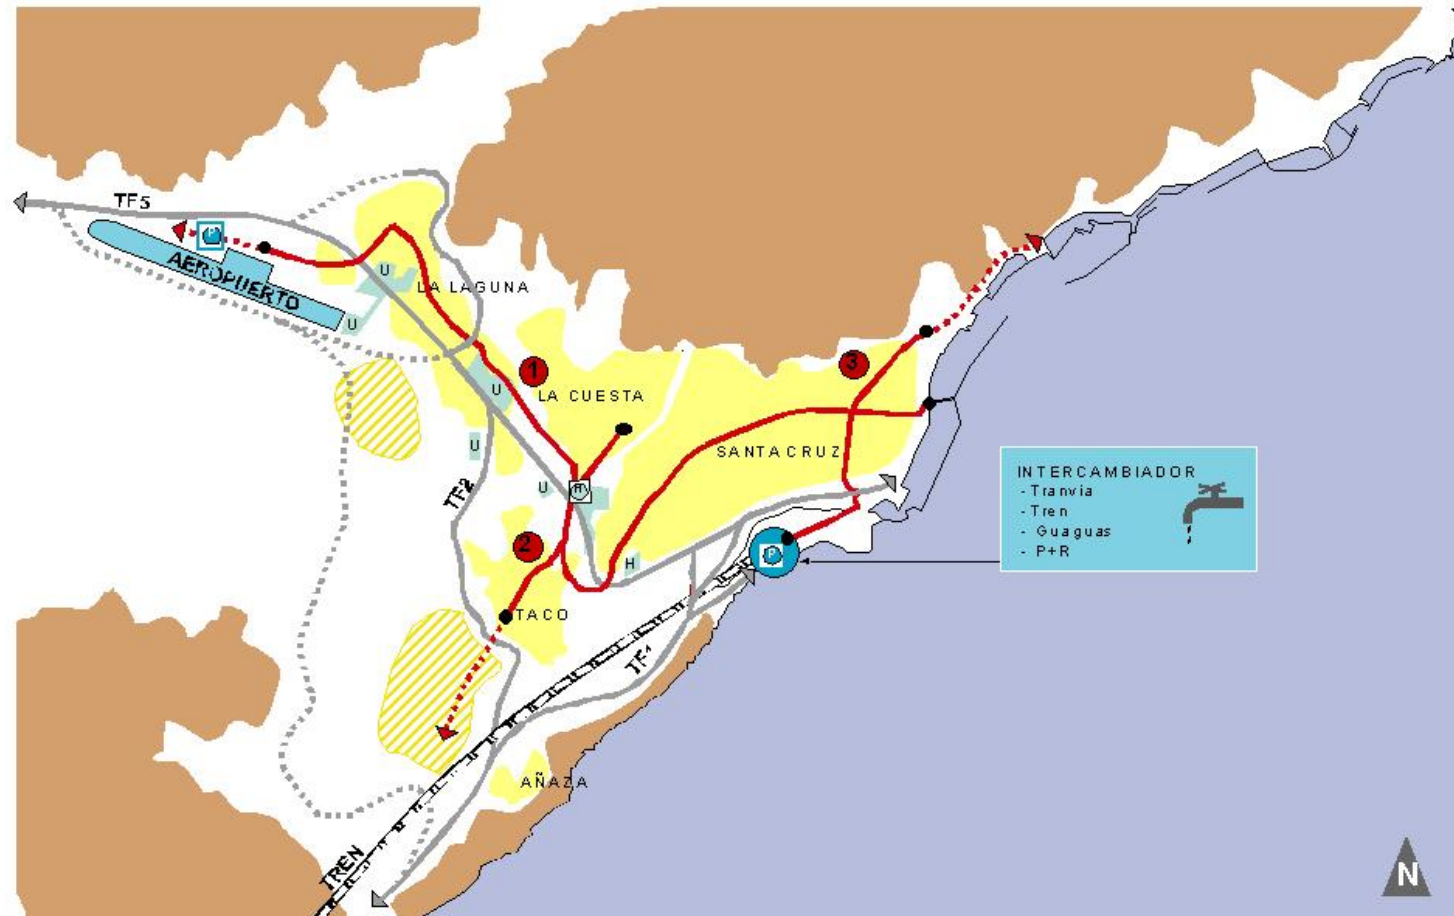 TF5
P
AEROPUERTO
U
LA LAGUNA
U
1
3
U
LA CUESTA
U
SANTA CRUZ
INTERCAMBIADOR
- Tranvia
- Tren
- Guaguas
- P+R
TF2
U
H
2
H
P
TACO
TF1
AÑAZA
TREN
N